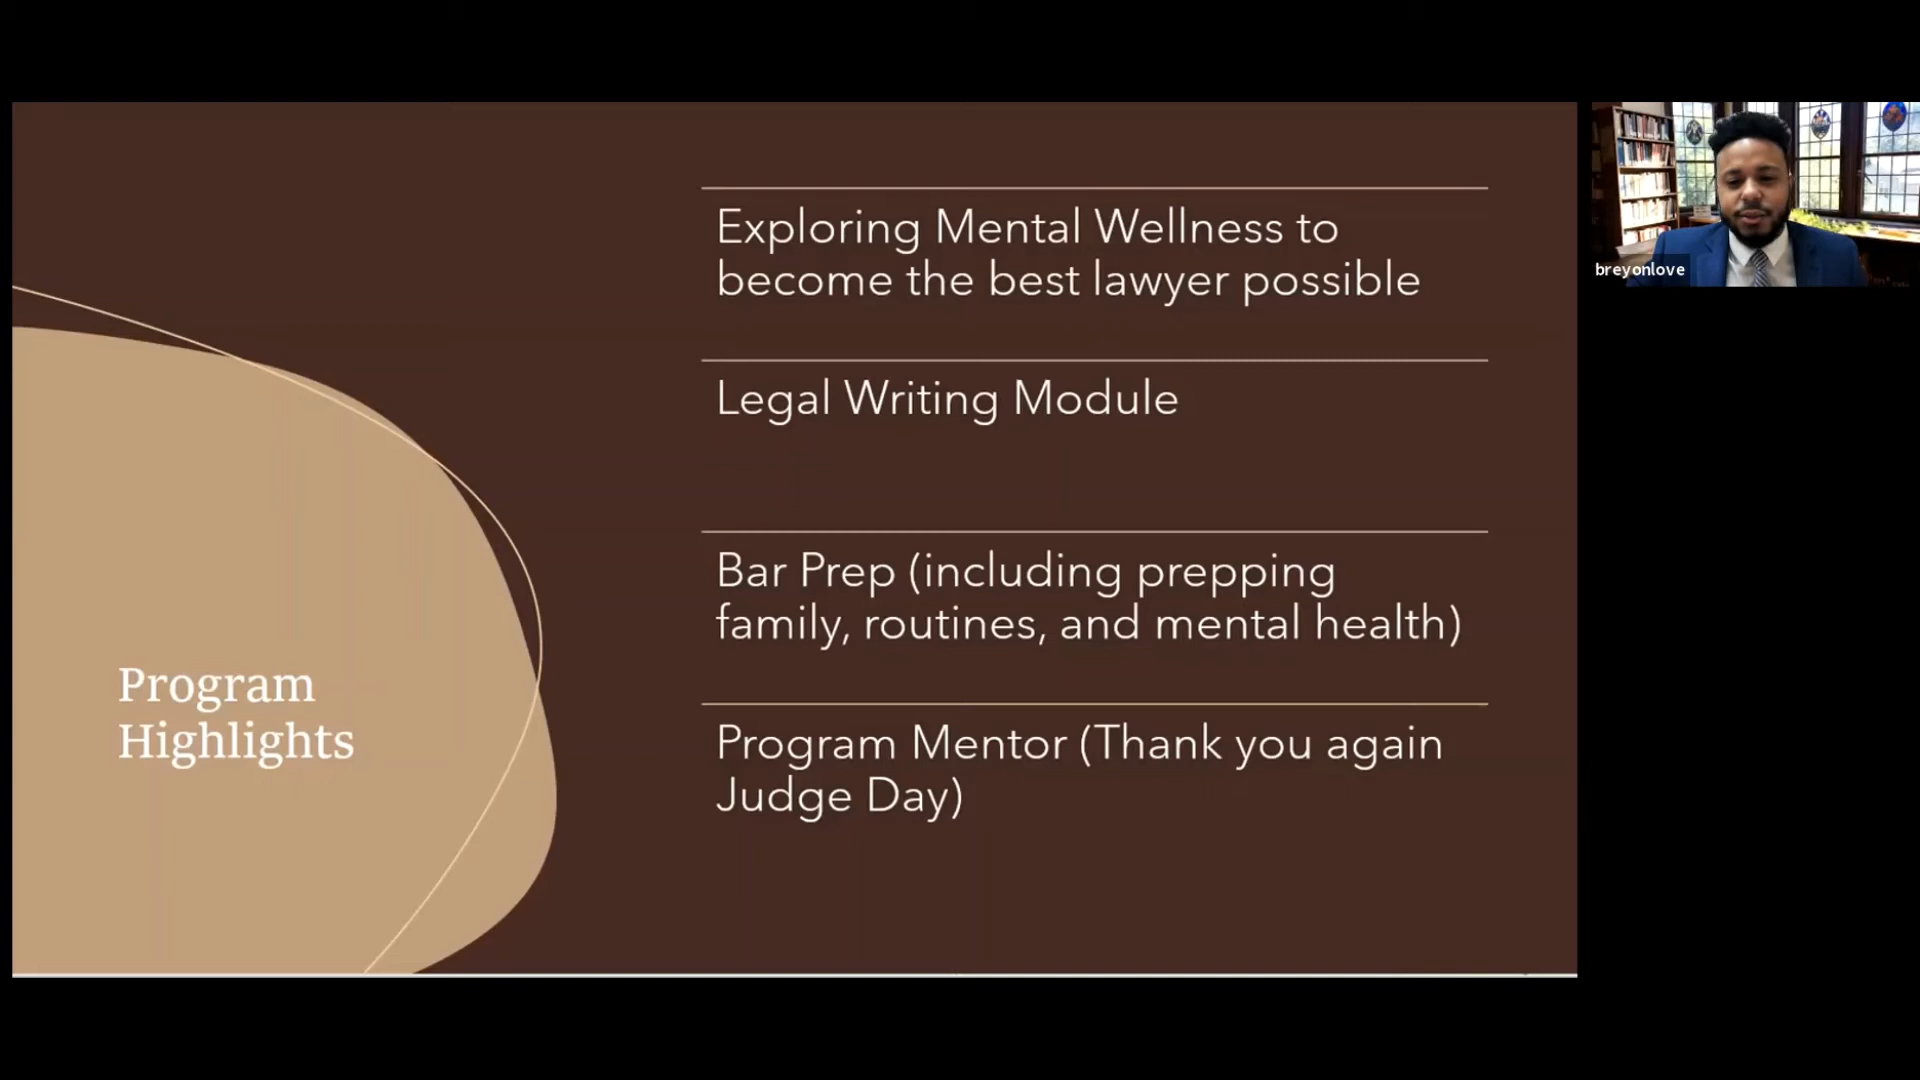 Program
Highlights
Exploring Mental Wellness to
become the best lawyer possible
Legal Writing Module
Bar Prep (including prepping
family, routines, and mental health)
Program Mentor (Thank you again
Judge Day)
breyonlove